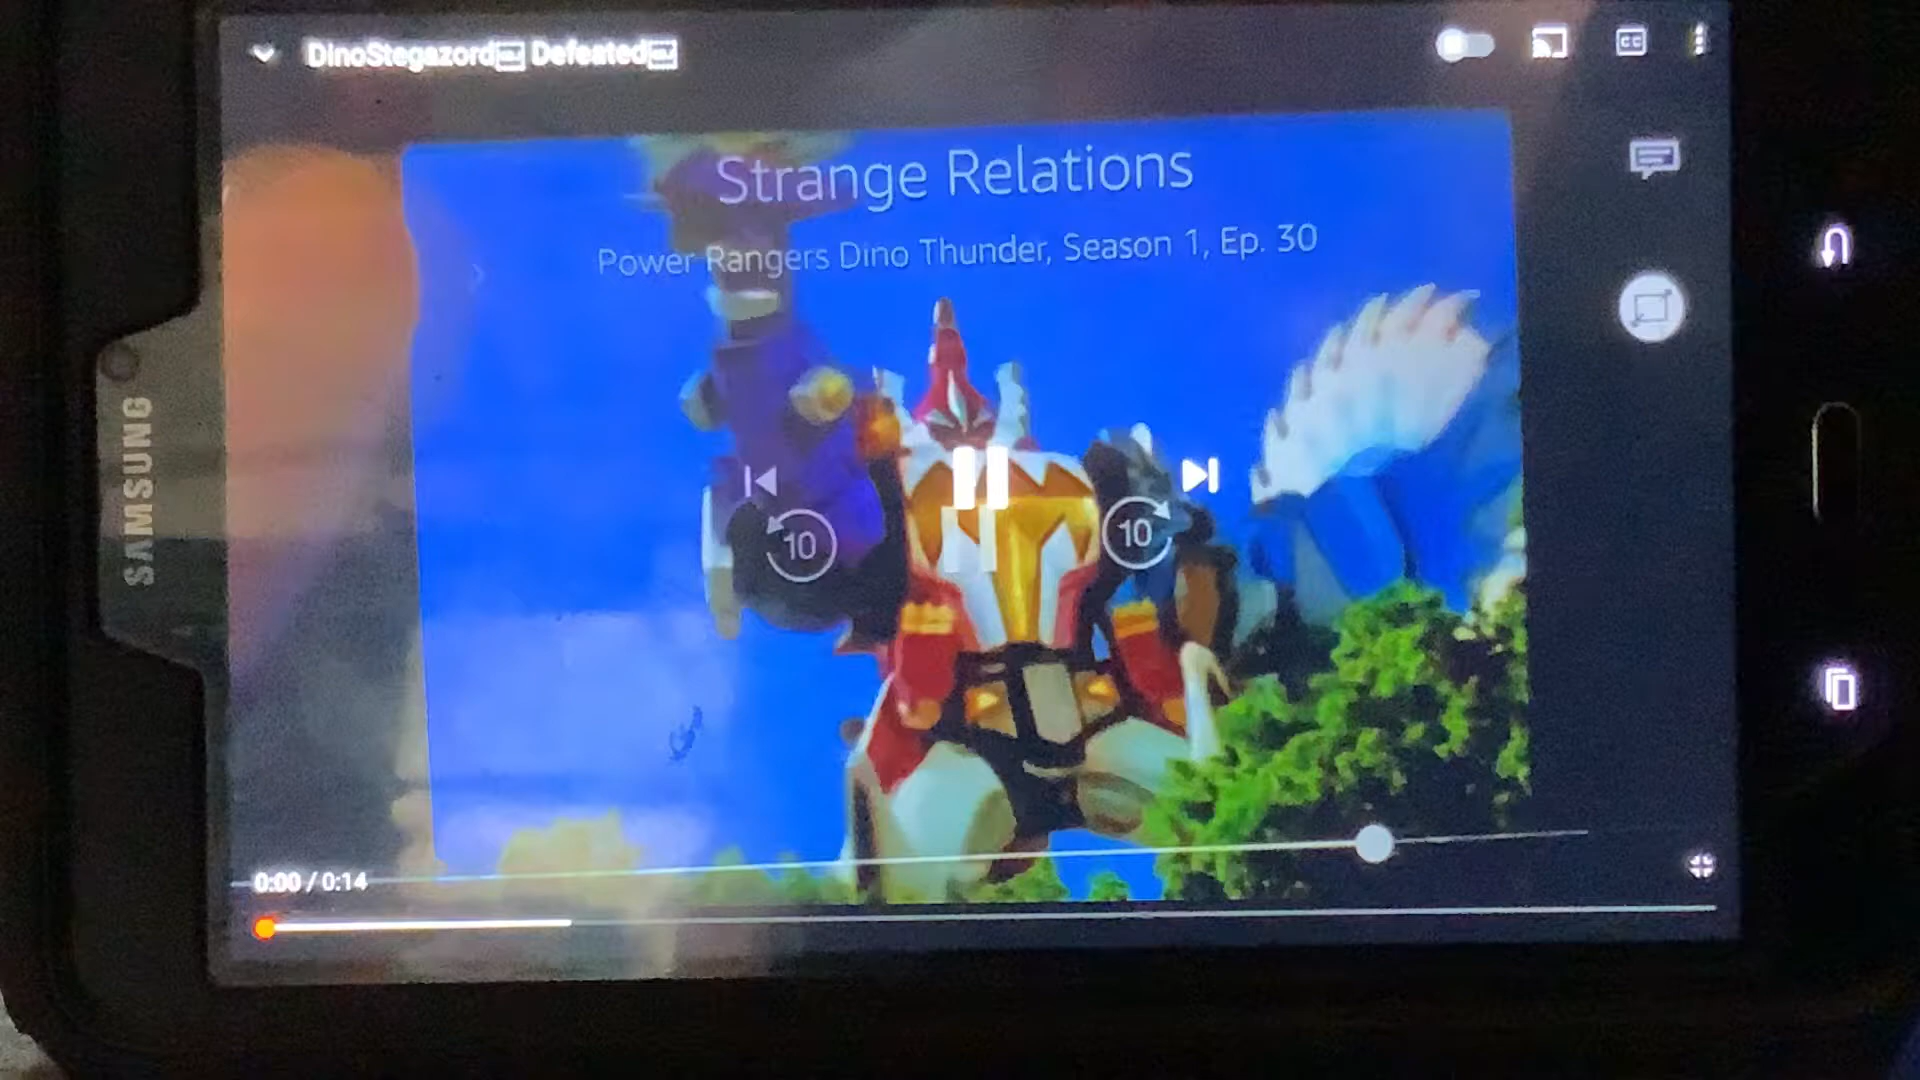 DinoStegazord Defeated
CC
Strange Relations
Power Rangers Dino Thunder, Season 1, Ep. 30
10
10
SAMSUNG
0:00 / 0:14